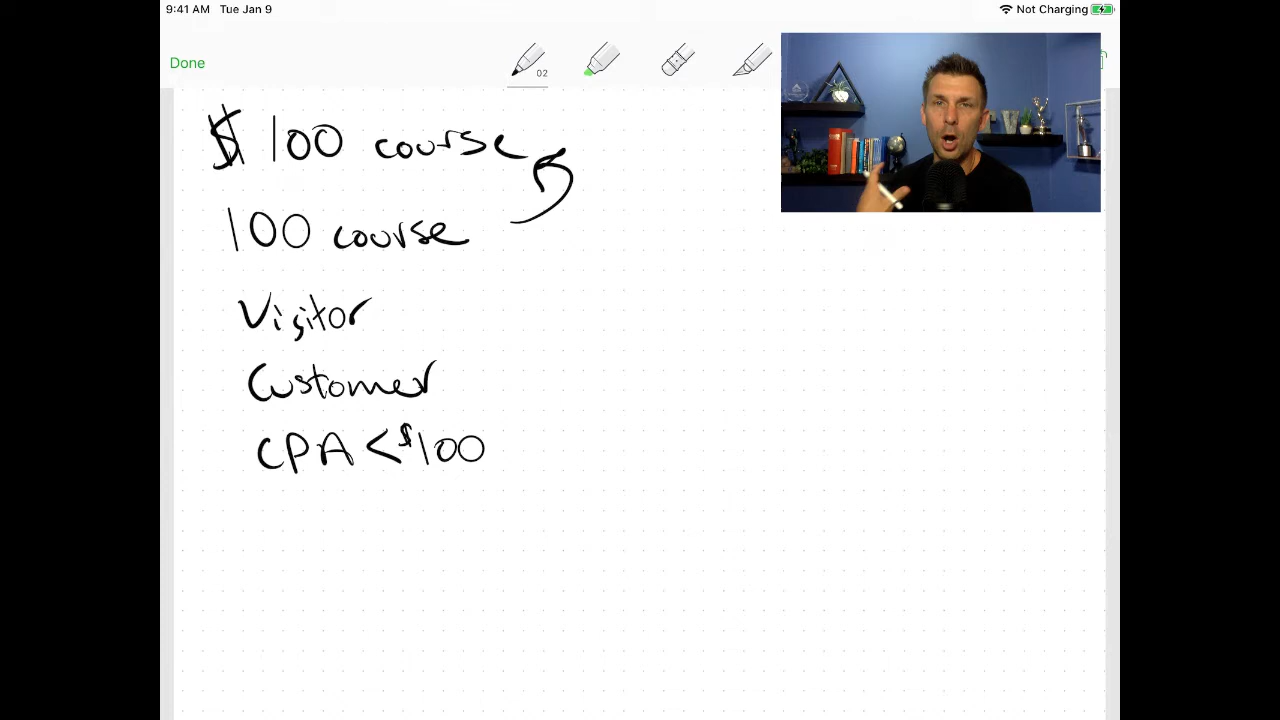 9:41 AM Tue Jan 9 Not Charging
Done
02
$100 course
100 course
Visitor
Customer
CPA < $100